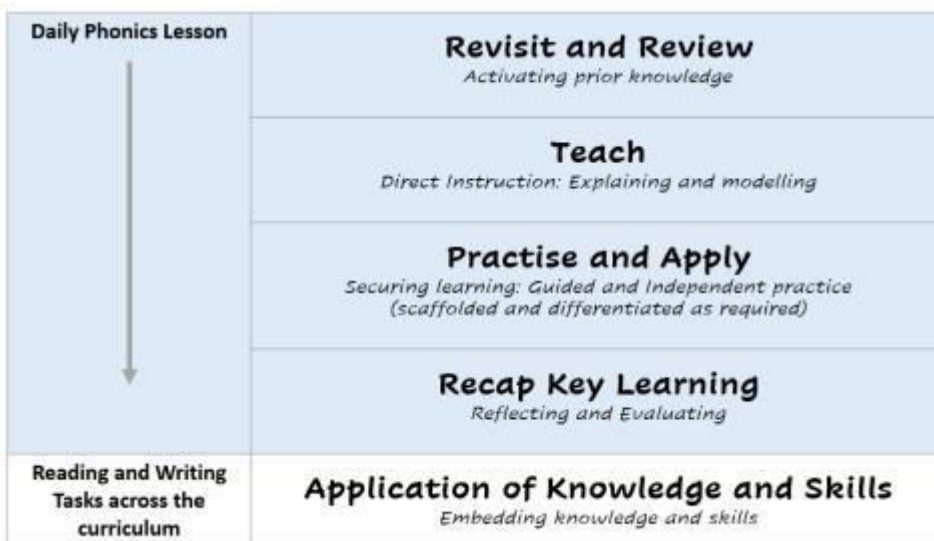 Daily Phonics Lesson
Revisit and Review
Activating prior knowledge
Teach
Direct Instruction: Explaining and modelling
Practise and Apply
Securing learning: Guided and Independent practice
(scaffolded and differentiated as required)
Recap Key Learning
Reflecting and Evaluating
Reading and Writing
Tasks across the
curriculum
Application of Knowledge and Skills
Embedding knowledge and skills